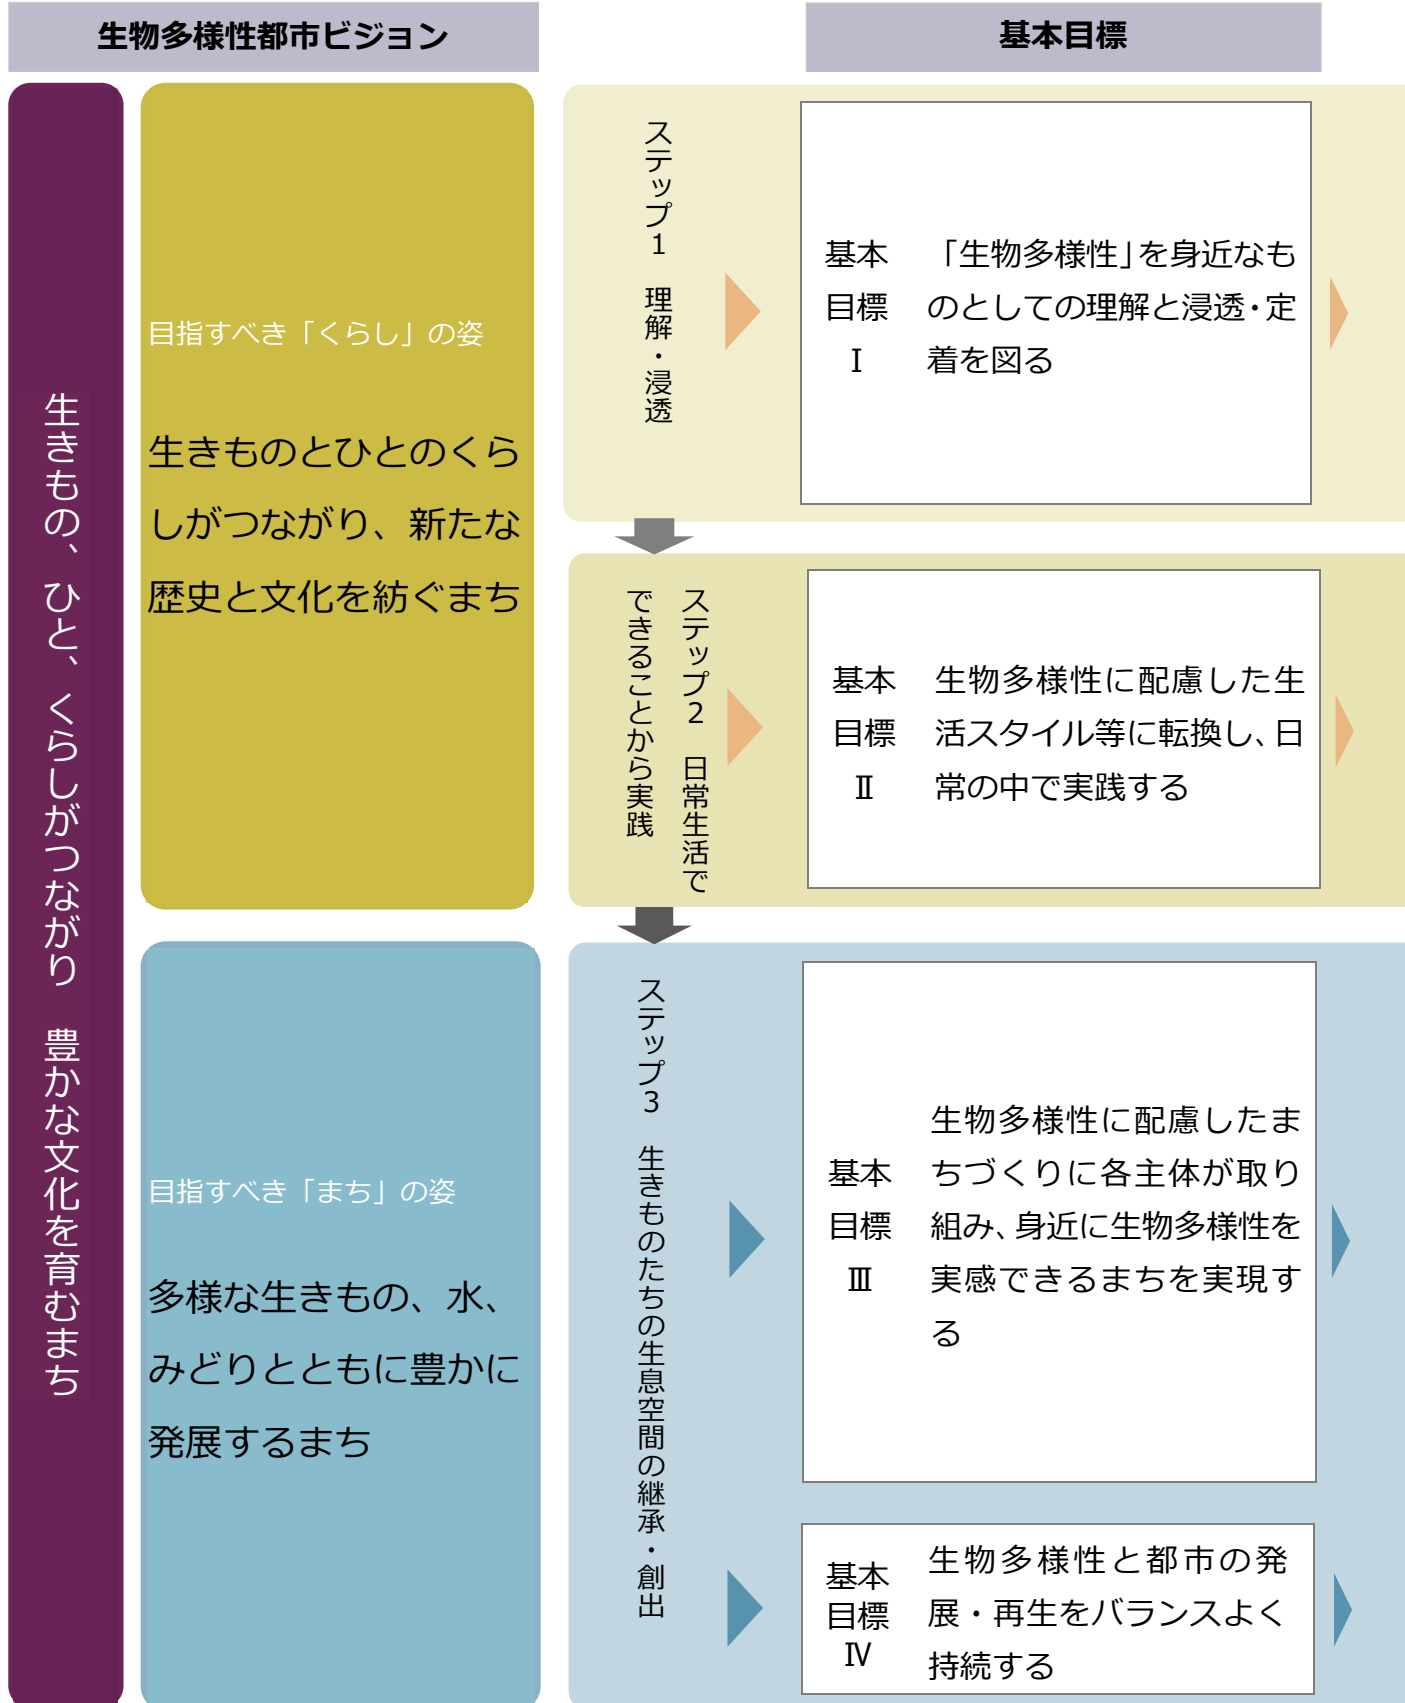 生物多様性都市ビジョン
基本目標
生きもの、ひと、くらしがつながり　豊かな文化を育むまち
目指すべき「くらし」の姿
生きものとひとのくら
しがつながり、新たな
歴史と文化を紡ぐまち
ステップ1　理解・浸透
基本
目標
Ⅰ
「生物多様性」を身近なも
のとしての理解と浸透・定
着を図る
ステップ2　日常生活で
できることから実践
基本
目標
Ⅱ
生物多様性に配慮した生
活スタイル等に転換し、日
常の中で実践する
目指すべき「まち」の姿
多様な生きもの、水、
みどりとともに豊かに
発展するまち
ステップ3　生きものたちの生息空間の継承・創出
基本
目標
Ⅲ
生物多様性に配慮したま
ちづくりに各主体が取り
組み、身近に生物多様性を
実感できるまちを実現す
る
基本
目標
Ⅳ
生物多様性と都市の発
展・再生をバランスよく
持続する